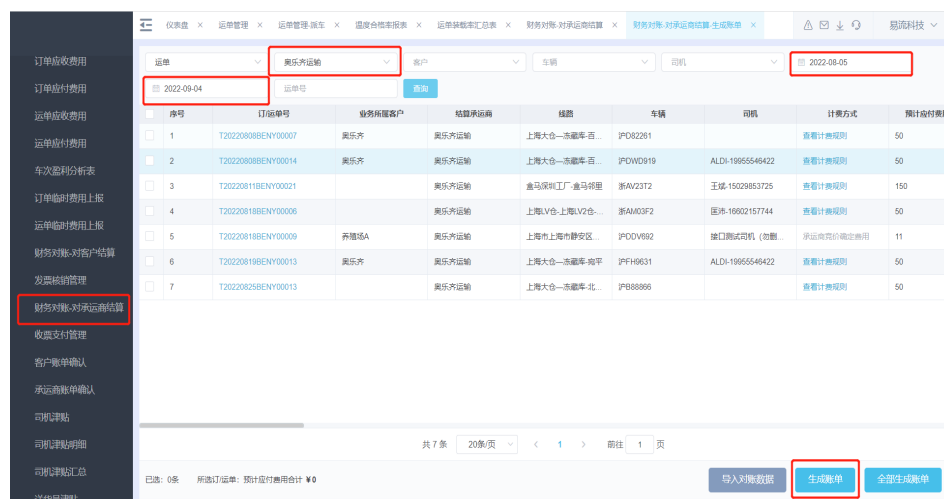 仪表盘 × 运单管理 × 运单管理-派车 × 温度合格率报表 × 运单装载率汇总表 × 财务对账-对承运商结算 × 财务对账-对承运商结算-生成账单 × 易流科技
订单应收费用
订单应付费用
运单应收费用
运单应付费用
车次盈利分析表
订单临时费用上报
运单临时费用上报
财务对账-对客户结算
发票核销管理
财务对账-对承运商结算
收票支付管理
客户账单确认
承运商账单确认
司机津贴
司机津贴明细
司机津贴汇总
运单 奥乐齐运输 客户 车辆 司机 2022-08-05
2022-09-04 运单号 查询
序号 订/运单号 业务所属客户 结算承运商 线路 车辆 司机 计费方式 预计应付费用
1 T20220808BENY00007 奥乐齐 奥乐齐运输 上海大仓—冻藏库-百... 沪D82261 查看计费规则 50
2 T20220808BENY00014 奥乐齐 奥乐齐运输 上海大仓—冻藏库-百... 沪DWD919 ALDI-19955546422 查看计费规则 50
3 T20220811BENY00021 奥乐齐运输 盒马深圳工厂-盒马邻里 浙AV23T2 王斌-15029853725 查看计费规则 150
4 T20220818BENY00006 奥乐齐运输 上海LV仓-上海LV2仓-... 浙AM03F2 匡沛-16602157744 查看计费规则 50
5 T20220818BENY00009 养殖场A 奥乐齐运输 上海市上海市静安区... 沪DDV692 接口测试司机（勿删... 承运商竞价确定费用 11
6 T20220819BENY00013 奥乐齐 奥乐齐运输 上海大仓—冻藏库-宛平 沪FH9631 ALDI-19955546422 查看计费规则 50
7 T20220825BENY00013 奥乐齐运输 上海大仓—冻藏库-北... 沪B88866 查看计费规则 50
共 7 条 20条/页 < 1 > 前往 1 页
已选：0条 所选订/运单：预计应付费用合计 ¥0 导入对账数据 生成账单 全部生成账单